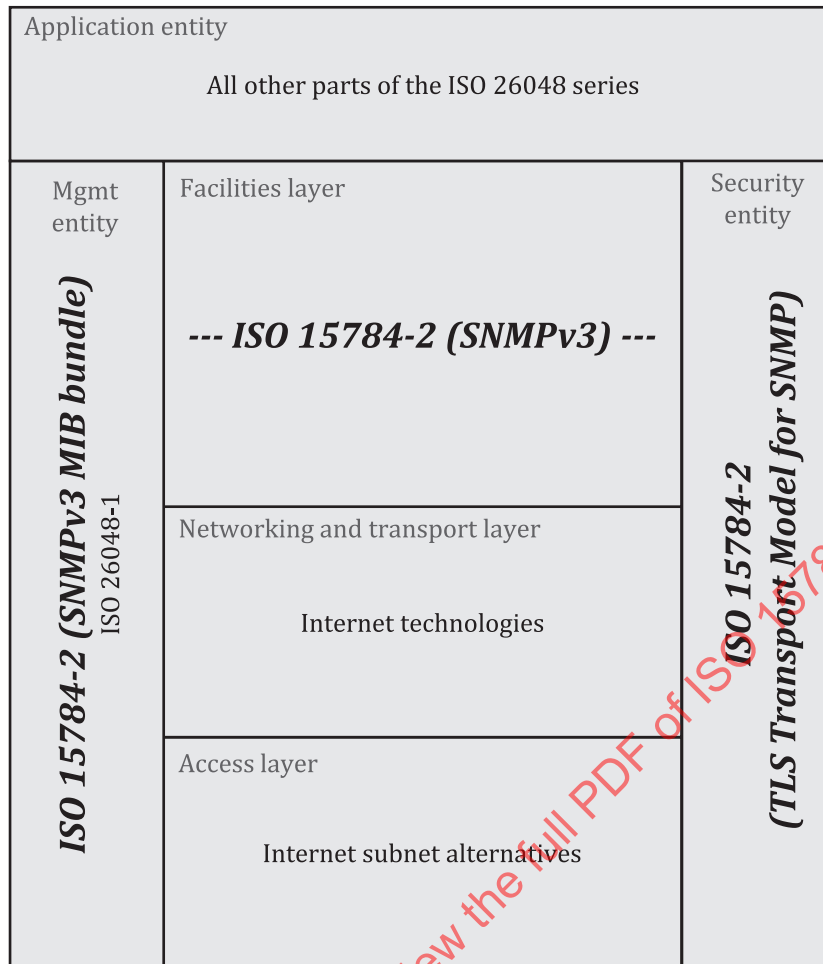 Application entity
All other parts of the ISO 26048 series
Mgmt
entity
ISO 15784-2 (SNMPv3 MIB bundle)
ISO 26048-1
Facilities layer
--- ISO 15784-2 (SNMPv3) ---
Networking and transport layer
Internet technologies
Access layer
Internet subnet alternatives
Security
entity
ISO 15784-2
(TLS Transport Model for SNMP)
the full PDF of ISO